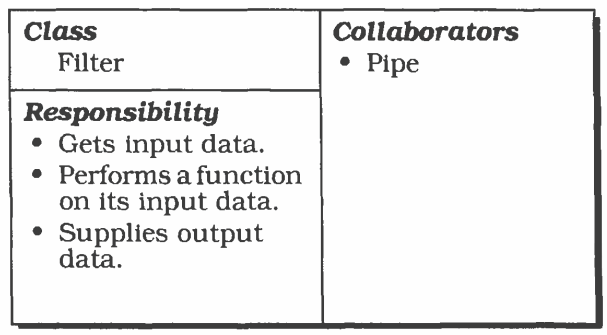 Class
Filter
Responsibility
• Gets input data.
• Performs a function
on its input data.
• Supplies output
data.
Collaborators
• Pipe